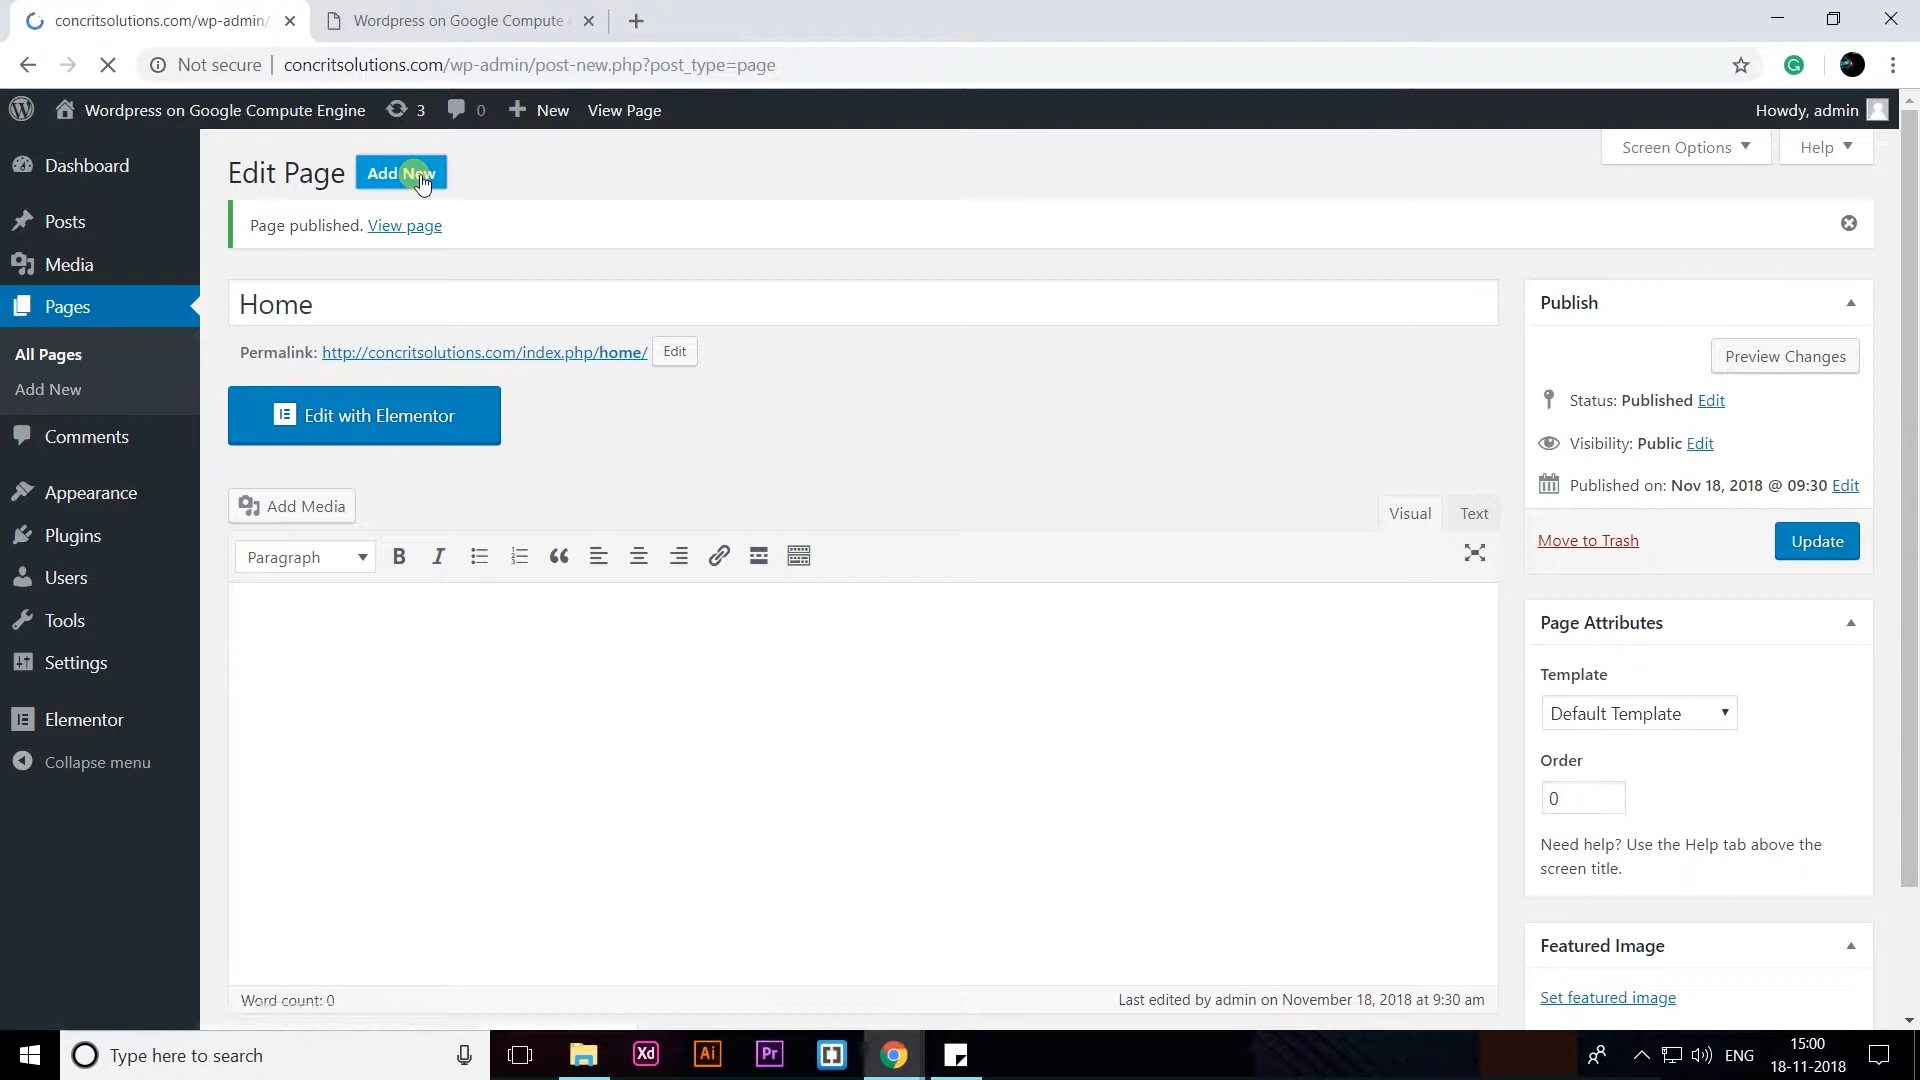 concritsolutions.com/wp-admin/
Wordpress on Google Compute
Not secure
concritsolutions.com/wp-admin/post-new.php?post_type=page
Wordpress on Google Compute Engine 3 0 New View Page
Howdy, admin
Dashboard
Posts
Media
Pages
All Pages
Add New
Comments
Appearance
Plugins
Users
Tools
Settings
Elementor
Collapse menu
Screen Options
Help
Edit Page Add New
Page published. View page
Home
Permalink: http://concritsolutions.com/index.php/home/ Edit
Edit with Elementor
Add Media
Visual Text
Paragraph
Word count: 0
Last edited by admin on November 18, 2018 at 9:30 am
Publish
Preview Changes
Status: Published Edit
Visibility: Public Edit
Published on: Nov 18, 2018 @ 09:30 Edit
Move to Trash
Update
Page Attributes
Template
Default Template
Order
0
Need help? Use the Help tab above the
screen title.
Featured Image
Set featured image
Type here to search
Xd
Ai
Pr
ENG
15:00
18-11-2018